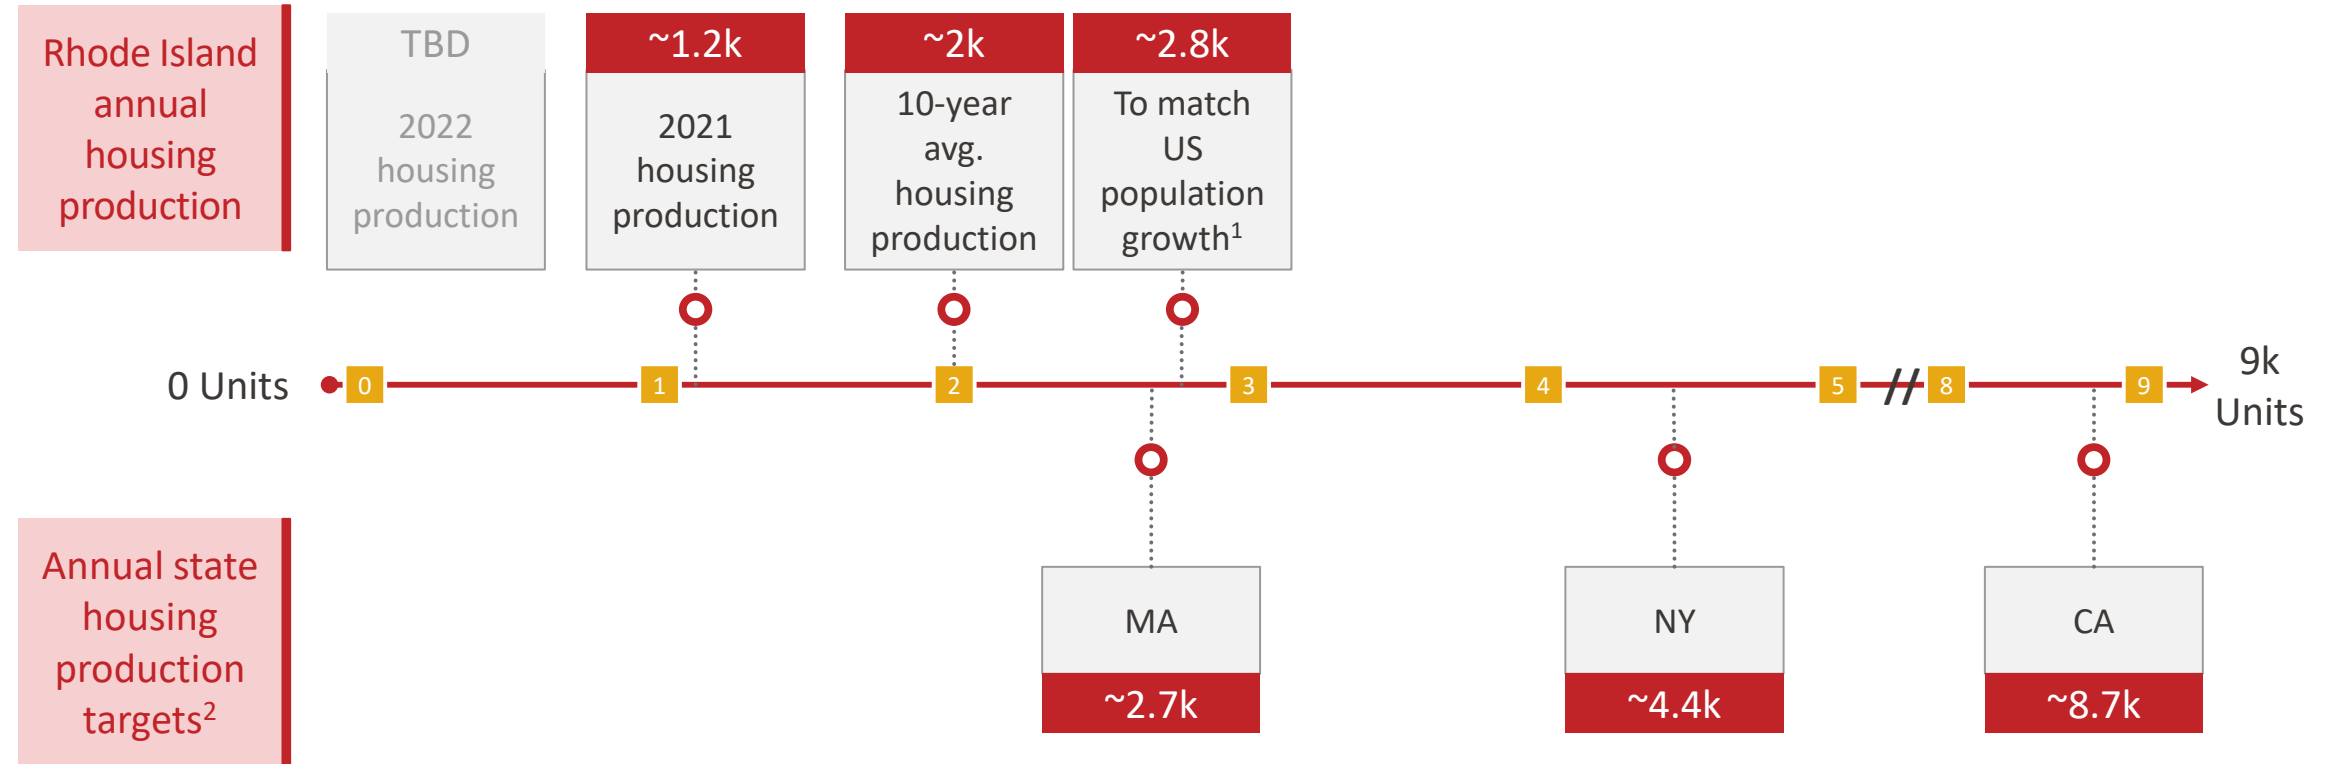 Rhode Island
annual
housing
production
TBD
2022
housing
production
~1.2k
2021
housing
production
~2k
10-year
avg.
housing
production
~2.8k
To match
US
population
growth¹
0 Units
0
1
2
3
4
5
//
8
9
9k
Units
Annual state
housing
production
targets²
MA
~2.7k
NY
~4.4k
CA
~8.7k